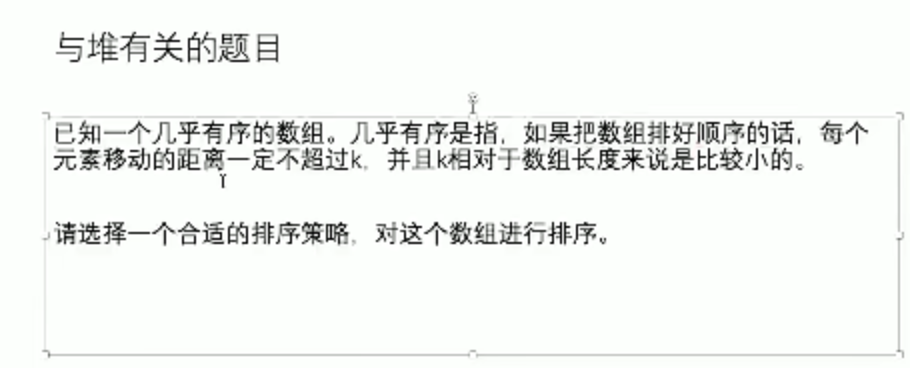 与堆有关的题目
已知一个几乎有序的数组。几乎有序是指，如果把数组排好顺序的话，每个
元素移动的距离一定不超过k，并且k相对于数组长度来说是比较小的。
请选择一个合适的排序策略，对这个数组进行排序。